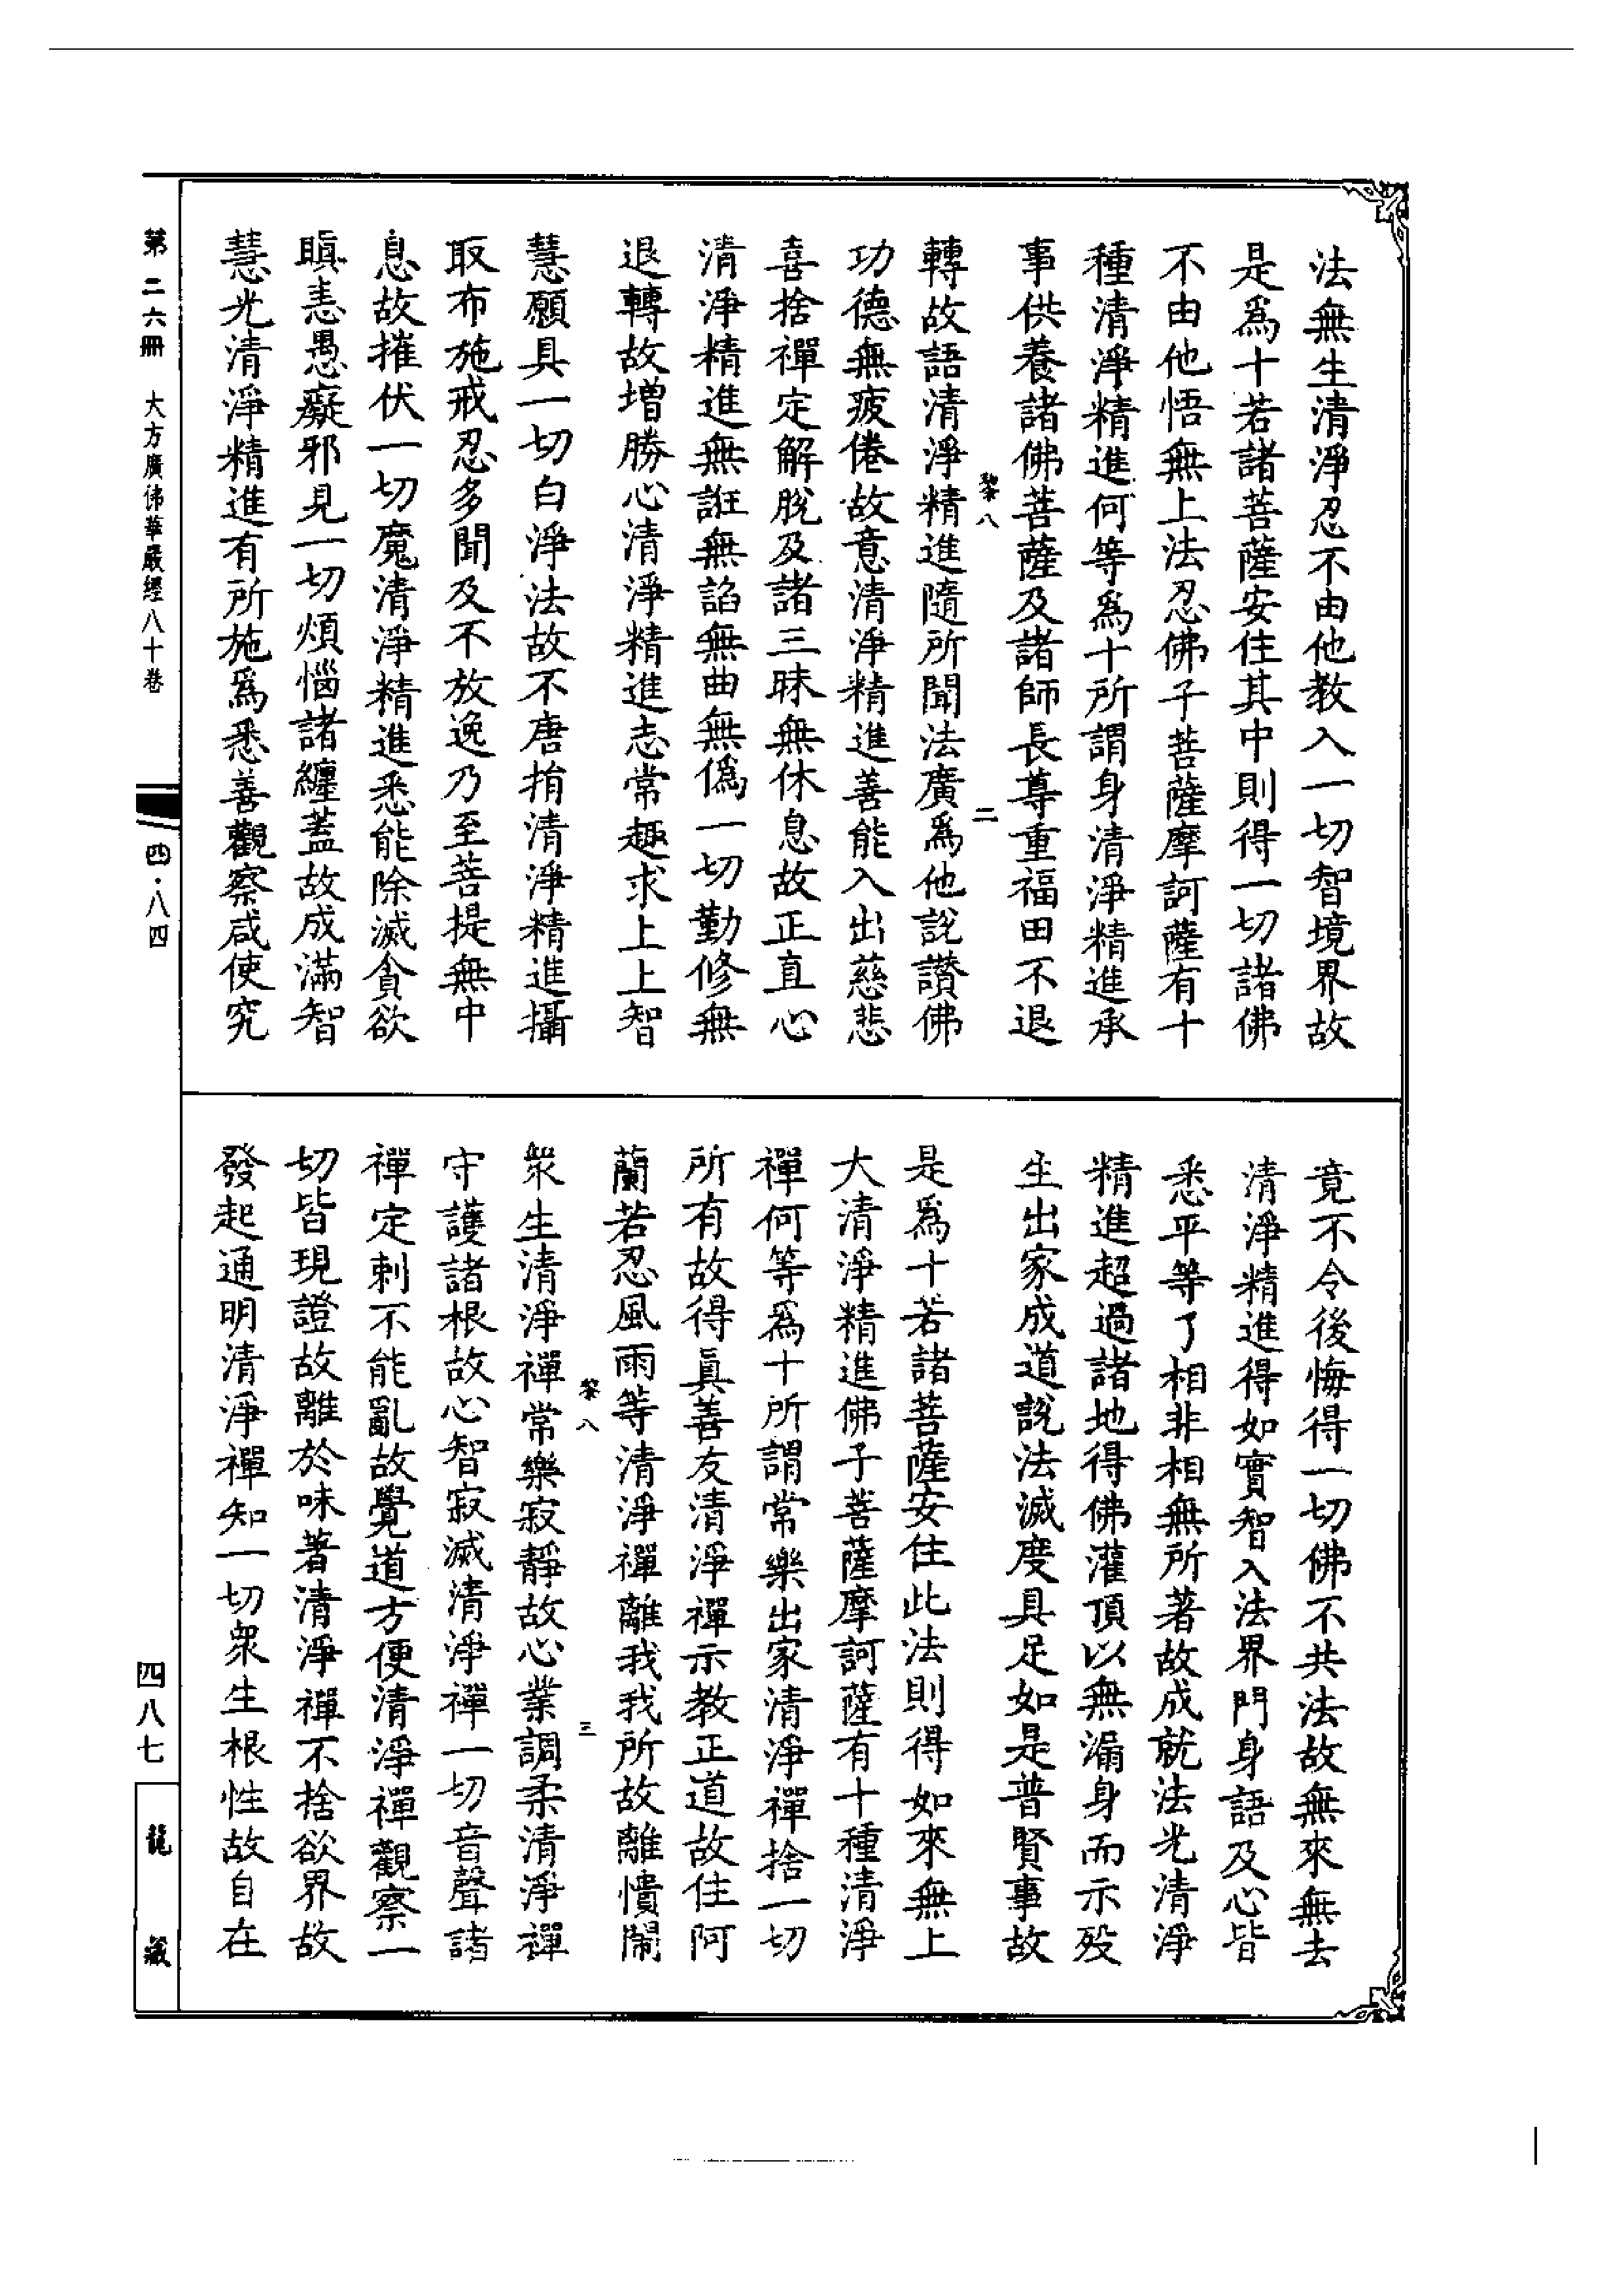 法無生清淨忍不由他教入一切智境界故
是爲十若諸菩薩安住其中則得一切諸佛
不由他悟無上法忍佛子菩薩摩訶薩有十
種清淨精進何等爲十所謂身清淨精進承
事供養諸佛菩薩及諸師長尊重福田不退
黎八 二
轉故語清淨精進隨所聞法廣爲他說讚佛
功德無疲倦故意清淨精進善能入出慈悲
喜捨禪定解脫及諸三昧無休息故正直心
清淨精進無誑無諂無曲無僞一切勤修無
退轉故增勝心清淨精進志常趣求上上智
慧願具一切白淨法故不唐捐清淨精進攝
取布施戒忍多聞及不放逸乃至菩提無中
息故摧伏一切魔清淨精進悉能除滅貪欲
瞋恚愚癡邪見一切煩惱諸纏蓋故成滿智
慧光清淨精進有所施爲悉善觀察咸使究
竟不令後悔得一切佛不共法故無來無去
清淨精進得如實智入法界門身語及心皆
悉平等了相非相無所著故成就法光清淨
精進超過諸地得佛灌頂以無漏身而示歿
生出家成道說法滅度具足如是普賢事故
是爲十若諸菩薩安住此法則得如來無上
大清淨精進佛子菩薩摩訶薩有十種清淨
禪何等爲十所謂常樂出家清淨禪捨一切
所有故得眞善友清淨禪示教正道故住阿
蘭若忍風雨等清淨禪離我我所故離憒鬧
黎八 三
衆生清淨禪常樂寂靜故心業調柔清淨禪
守護諸根故心智寂滅清淨禪一切音聲諸
禪定刺不能亂故覺道方便清淨禪觀察一
切皆現證故離於味著清淨禪不捨欲界故
發起通明清淨禪知一切衆生根性故自在
第二六冊 大方廣佛華嚴經八十卷
四·八四
四八七
龍藏